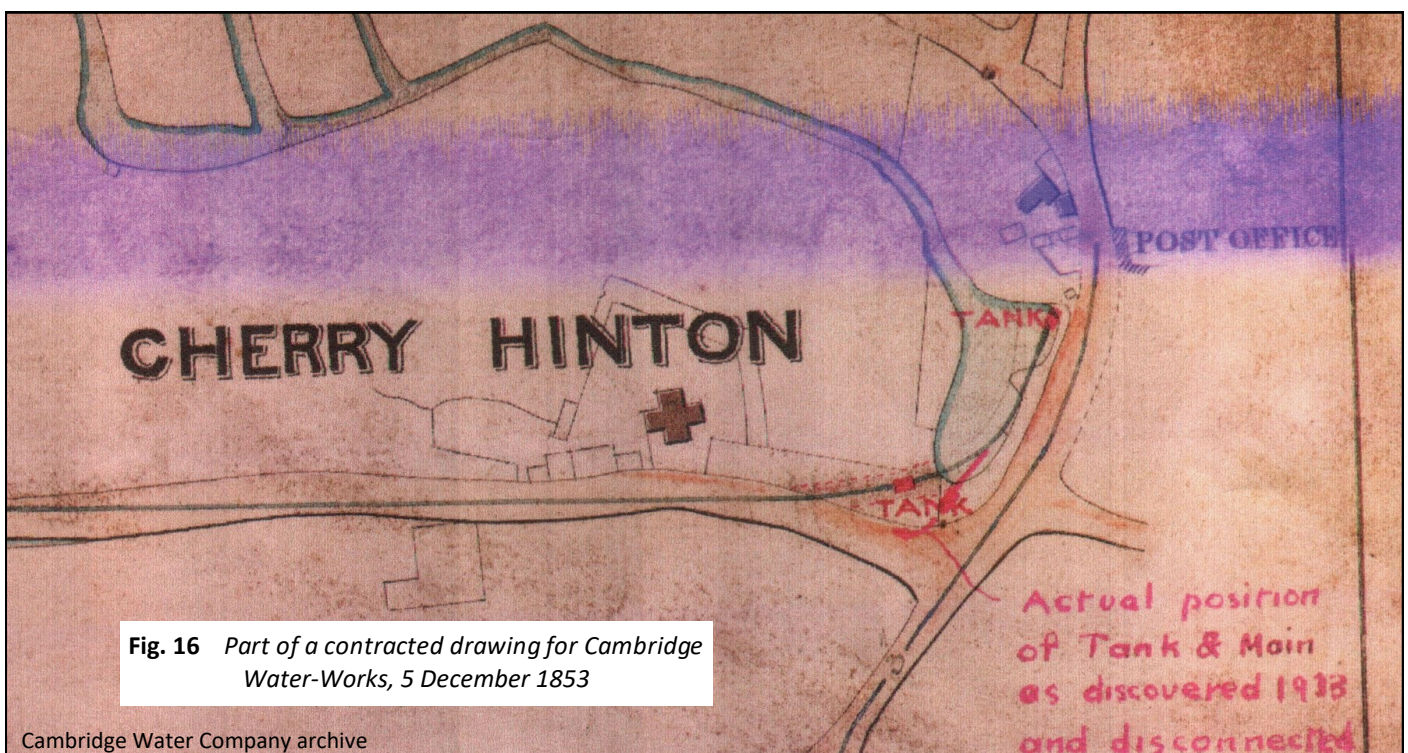 POST OFFICE
TANK
CHERRY HINTON
TANK
Actual position
of Tank & Main
as discovered 1933
and disconnected
3
Fig. 16 Part of a contracted drawing for Cambridge
Water-Works, 5 December 1853
Cambridge Water Company archive